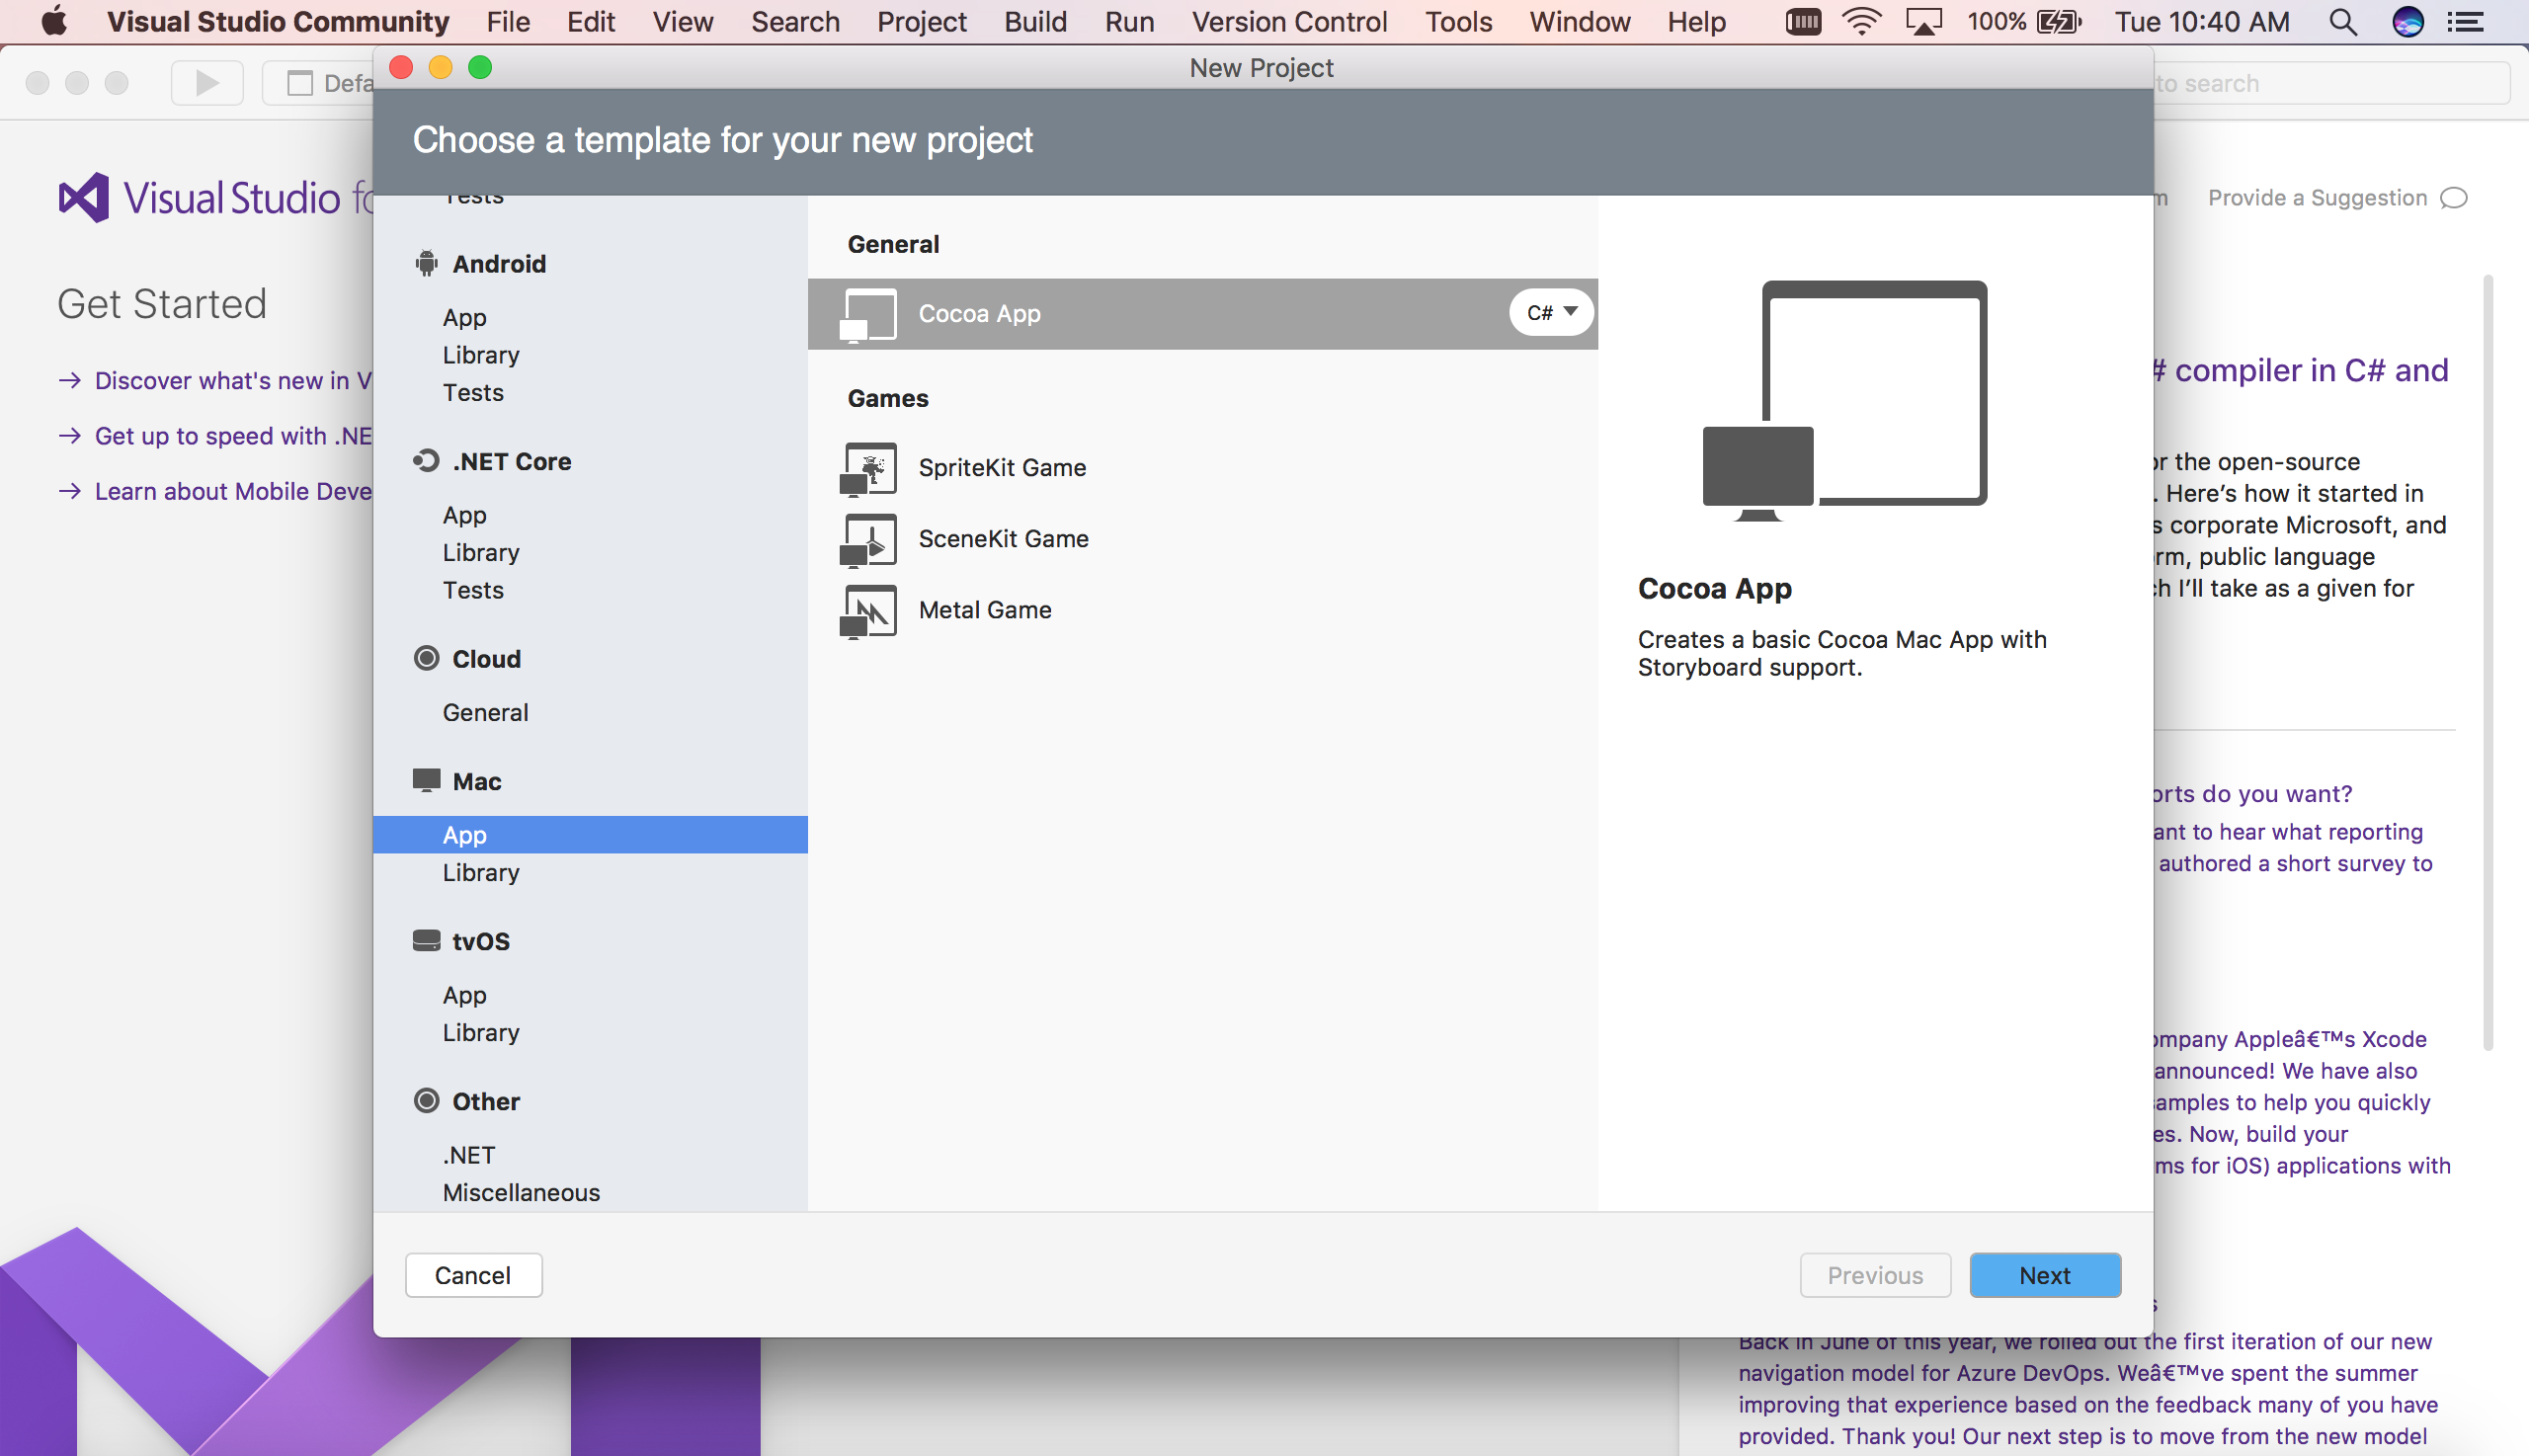 Visual Studio Community File Edit View Search Project Build Run Version Control Tools Window Help 100% Tue 10:40 AM
Defa
New Project
to search
Choose a template for your new project
Visual Studio fo
Get Started
Discover what's new in V
Get up to speed with .NE
Learn about Mobile Deve
Tests
Android
App
Library
Tests
.NET Core
App
Library
Tests
Cloud
General
Mac
App
Library
tvOS
App
Library
Other
.NET
Miscellaneous
General
Cocoa App C#
Games
SpriteKit Game
SceneKit Game
Metal Game
Cocoa App
Creates a basic Cocoa Mac App with
Storyboard support.
Cancel
Previous
Next
m Provide a Suggestion
# compiler in C# and
or the open-source
. Here’s how it started in
s corporate Microsoft, and
rm, public language
ch I’ll take as a given for
orts do you want?
ant to hear what reporting
authored a short survey to
ompany Appleâ€™s Xcode
announced! We have also
samples to help you quickly
es. Now, build your
ms for iOS) applications with
s
Back in June of this year, we rolled out the first iteration of our new
navigation model for Azure DevOps. Weâ€™ve spent the summer
improving that experience based on the feedback many of you have
provided. Thank you! Our next step is to move from the new model